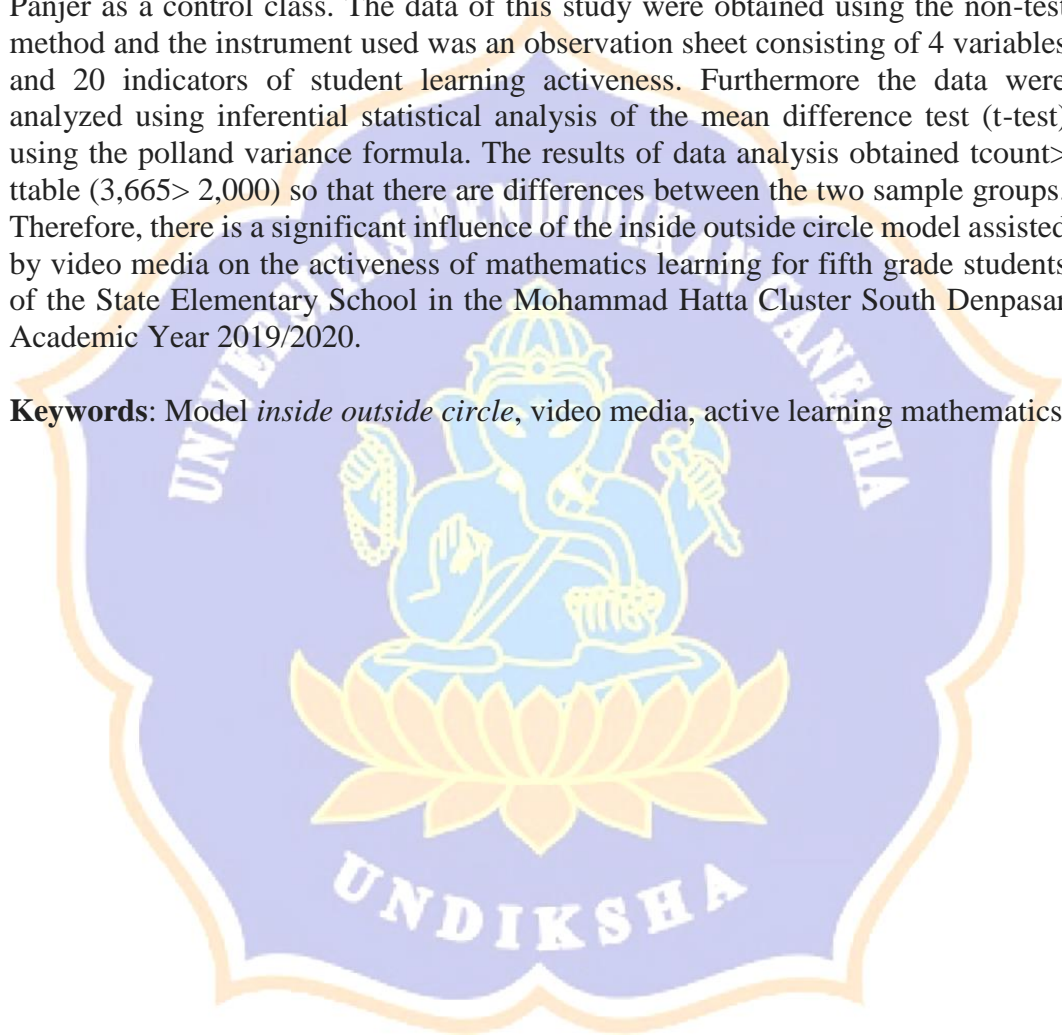 Panjer as a control class. The data of this study were obtained using the non-test
method and the instrument used was an observation sheet consisting of 4 variables
and 20 indicators of student learning activeness. Furthermore the data were
analyzed using inferential statistical analysis of the mean difference test (t-test)
using the polland variance formula. The results of data analysis obtained tcount>
ttable (3,665> 2,000) so that there are differences between the two sample groups.
Therefore, there is a significant influence of the inside outside circle model assisted
by video media on the activeness of mathematics learning for fifth grade students
of the State Elementary School in the Mohammad Hatta Cluster South Denpasar
Academic Year 2019/2020.
Keywords: Model inside outside circle, video media, active learning mathematics
UNIVERSITAS PENDIDIKAN GANESHA
UNDIKSHA